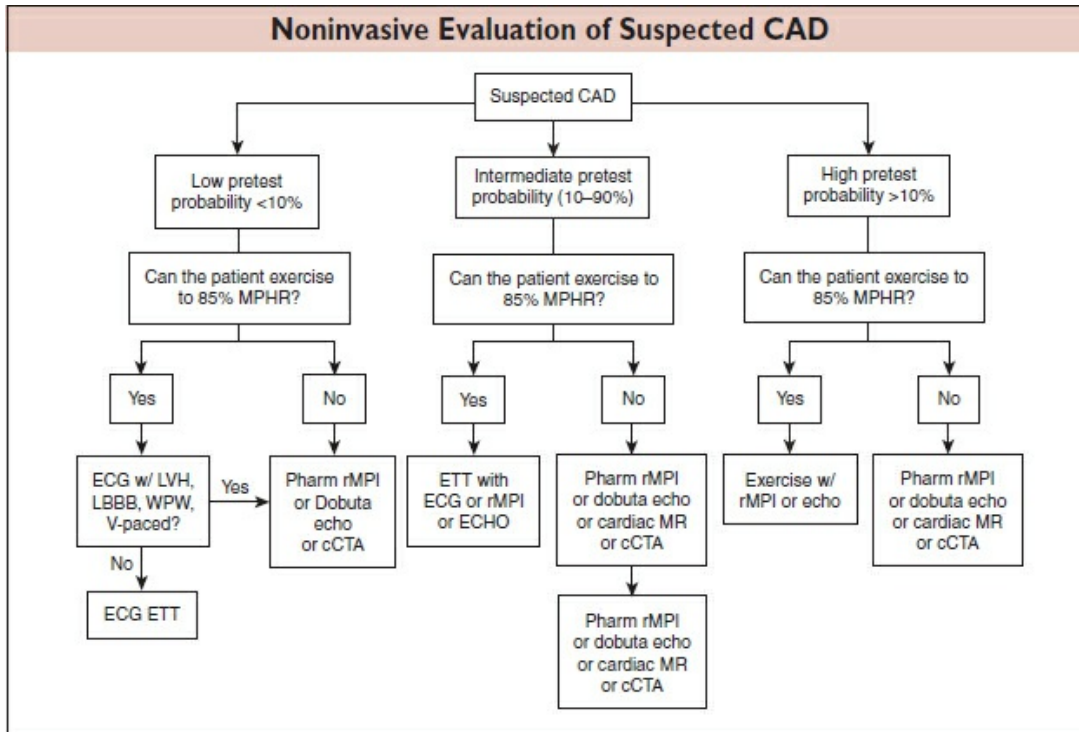 Noninvasive Evaluation of Suspected CAD
Suspected CAD
Low pretest
probability <10%
Intermediate pretest
probability (10–90%)
High pretest
probability >10%
Can the patient exercise
to 85% MPHR?
Can the patient exercise to
85% MPHR?
Can the patient exercise to
85% MPHR?
Yes
No
Yes
No
Yes
No
ECG w/ LVH,
LBBB, WPW,
V-paced?
Yes
Pharm rMPI
or Dobuta
echo
or cCTA
ETT with
ECG or rMPI
or ECHO
Pharm rMPI
or dobuta echo
or cardiac MR
or cCTA
Exercise w/
rMPI or echo
Pharm rMPI
or dobuta echo
or cardiac MR
or cCTA
No
ECG ETT
Pharm rMPI
or dobuta echo
or cardiac MR
or cCTA